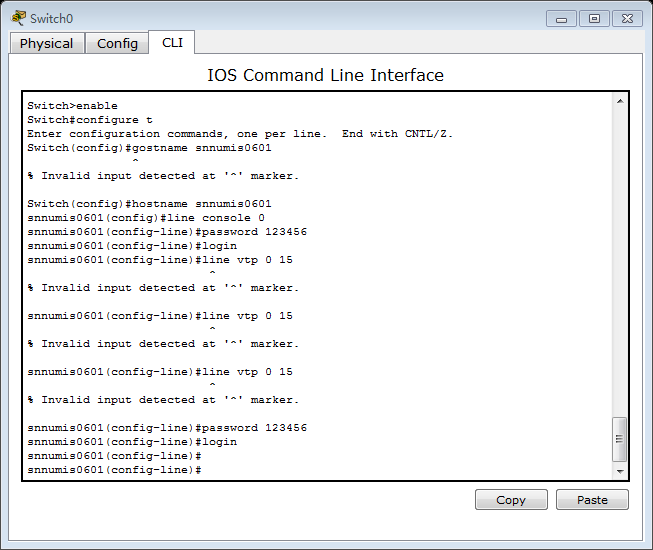 Switch0
Physical Config CLI
IOS Command Line Interface
Switch>enable
Switch#configure t
Enter configuration commands, one per line.  End with CNTL/Z.
Switch(config)#gostname snnumis0601
^
% Invalid input detected at '^' marker.
Switch(config)#hostname snnumis0601
snnumis0601(config)#line console 0
snnumis0601(config-line)#password 123456
snnumis0601(config-line)#login
snnumis0601(config-line)#line vtp 0 15
^
% Invalid input detected at '^' marker.
snnumis0601(config-line)#line vtp 0 15
^
% Invalid input detected at '^' marker.
snnumis0601(config-line)#line vtp 0 15
^
% Invalid input detected at '^' marker.
snnumis0601(config-line)#password 123456
snnumis0601(config-line)#login
snnumis0601(config-line)#
snnumis0601(config-line)#
Copy Paste